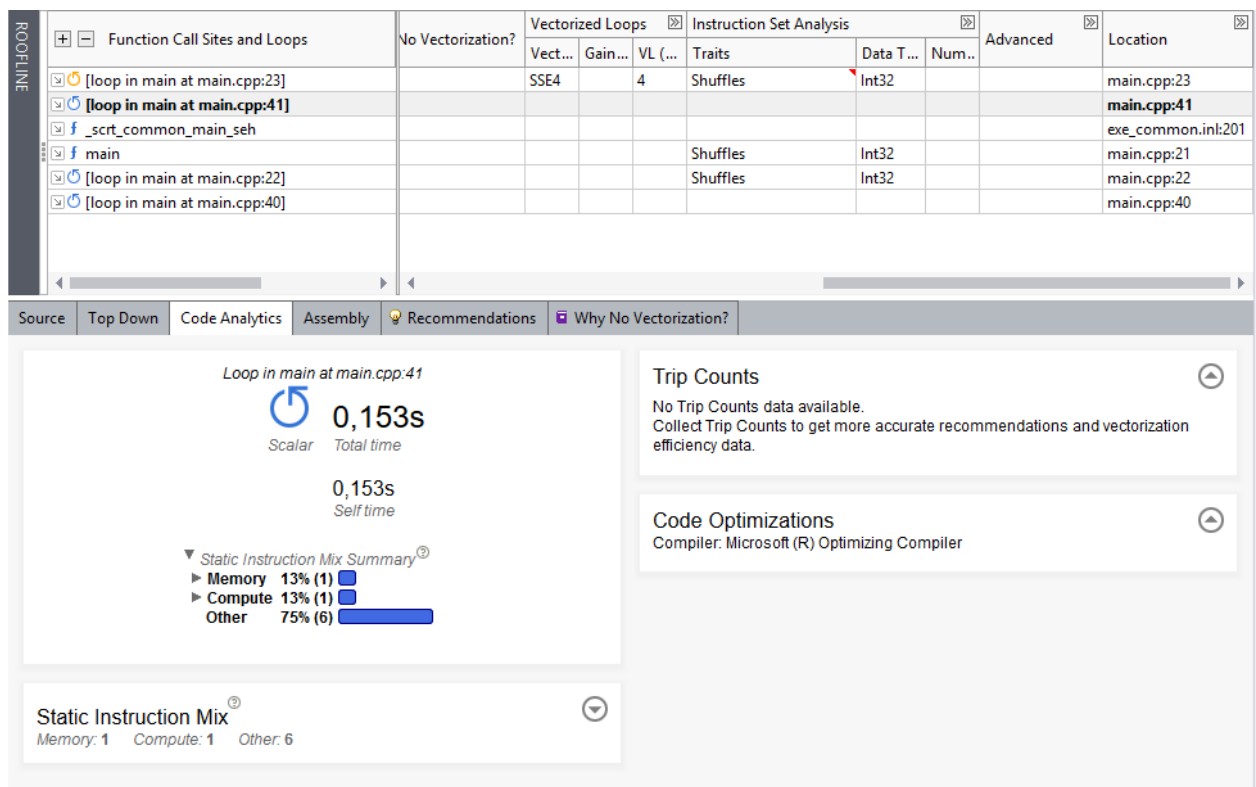 ROOFLINE
+ − Function Call Sites and Loops
No Vectorization?
Vectorized Loops
Instruction Set Analysis
Advanced
Location
Vect... Gain... VL (... Traits Data T... Num..
[loop in main at main.cpp:23] SSE4 4 Shuffles Int32 main.cpp:23
[loop in main at main.cpp:41] main.cpp:41
f _scrt_common_main_seh exe_common.inl:201
f main Shuffles Int32 main.cpp:21
[loop in main at main.cpp:22] Shuffles Int32 main.cpp:22
[loop in main at main.cpp:40] main.cpp:40
Source Top Down Code Analytics Assembly Recommendations Why No Vectorization?
Loop in main at main.cpp:41
0,153s
Scalar Total time
0,153s
Self time
Static Instruction Mix Summary?
Memory 13% (1)
Compute 13% (1)
Other 75% (6)
Static Instruction Mix?
Memory: 1 Compute: 1 Other: 6
Trip Counts
No Trip Counts data available.
Collect Trip Counts to get more accurate recommendations and vectorization
efficiency data.
Code Optimizations
Compiler: Microsoft (R) Optimizing Compiler